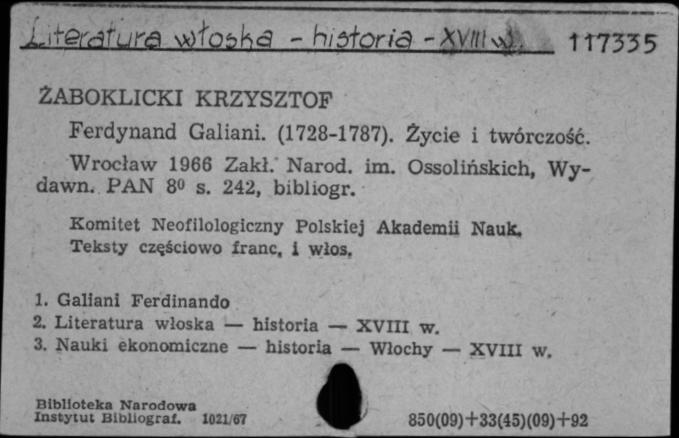 Literatura włoska - historia - XVIII w. 117335
ŻABOKLICKI KRZYSZTOF
Ferdynand Galiani. (1728-1787). Życie i twórczość.
Wrocław 1966 Zakł. Narod. im. Ossolińskich, Wy-
dawn. PAN 8⁰ s. 242, bibliogr.
Komitet Neofilologiczny Polskiej Akademii Nauk.
Teksty częściowo franc. i włos.
1. Galiani Ferdinando
2. Literatura włoska — historia — XVIII w.
3. Nauki ekonomiczne — historia — Włochy — XVIII w.
Biblioteka Narodowa
Instytut Bibliograf. 1021/67 850(09)+33(45)(09)+92